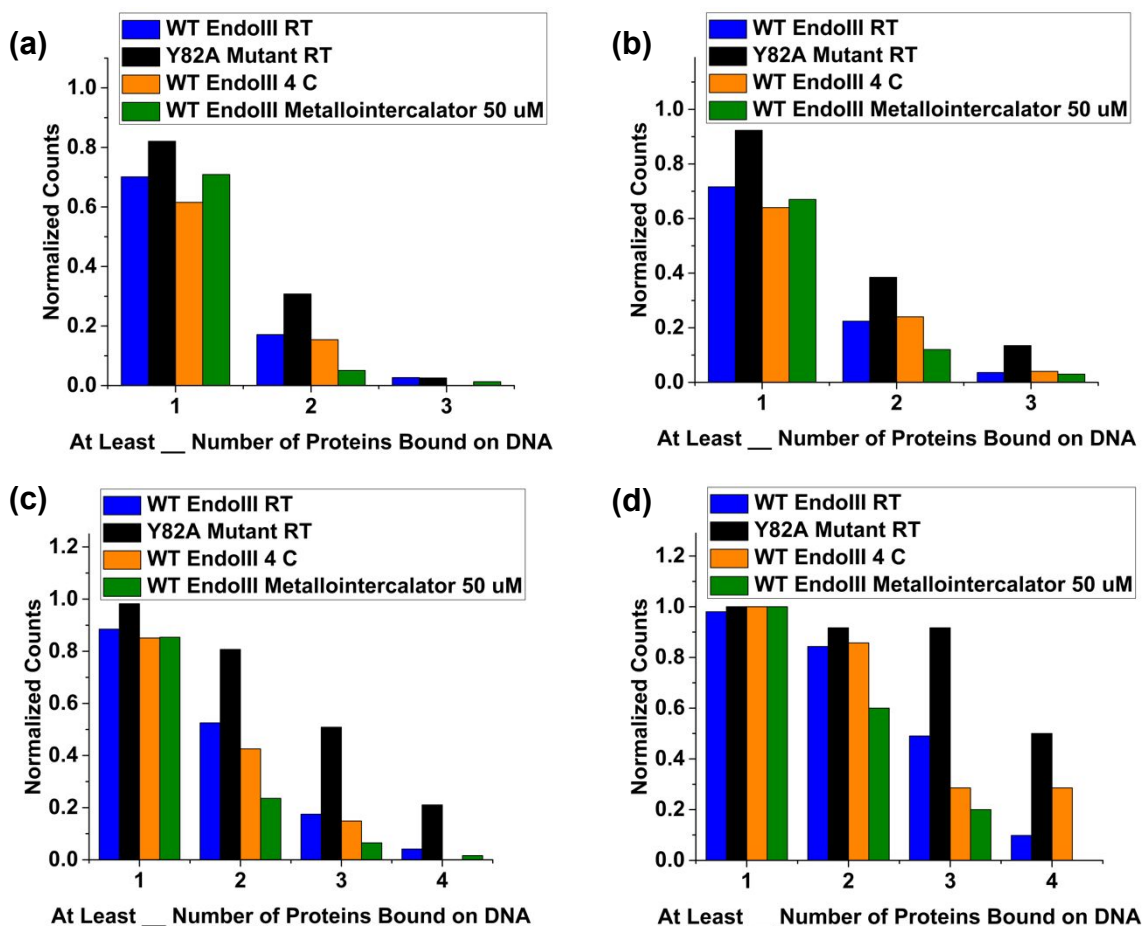 (a)
WT EndoIII RT
Y82A Mutant RT
WT EndoIII 4 C
WT EndoIII Metallointercalator 50 uM
Normalized Counts
1.0
0.8
0.6
0.4
0.2
0.0
1 2 3
At Least __ Number of Proteins Bound on DNA
(b)
WT EndoIII RT
Y82A Mutant RT
WT EndoIII 4 C
WT EndoIII Metallointercalator 50 uM
Normalized Counts
1.0
0.8
0.6
0.4
0.2
0.0
1 2 3
At Least __ Number of Proteins Bound on DNA
(c)
WT EndoIII RT
Y82A Mutant RT
WT EndoIII 4 C
WT EndoIII Metallointercalator 50 uM
Normalized Counts
1.2
1.0
0.8
0.6
0.4
0.2
0.0
1 2 3 4
At Least __ Number of Proteins Bound on DNA
(d)
WT EndoIII RT
Y82A Mutant RT
WT EndoIII 4 C
WT EndoIII Metallointercalator 50 uM
Normalized Counts
1.2
1.0
0.8
0.6
0.4
0.2
0.0
1 2 3 4
At Least Number of Proteins Bound on DNA